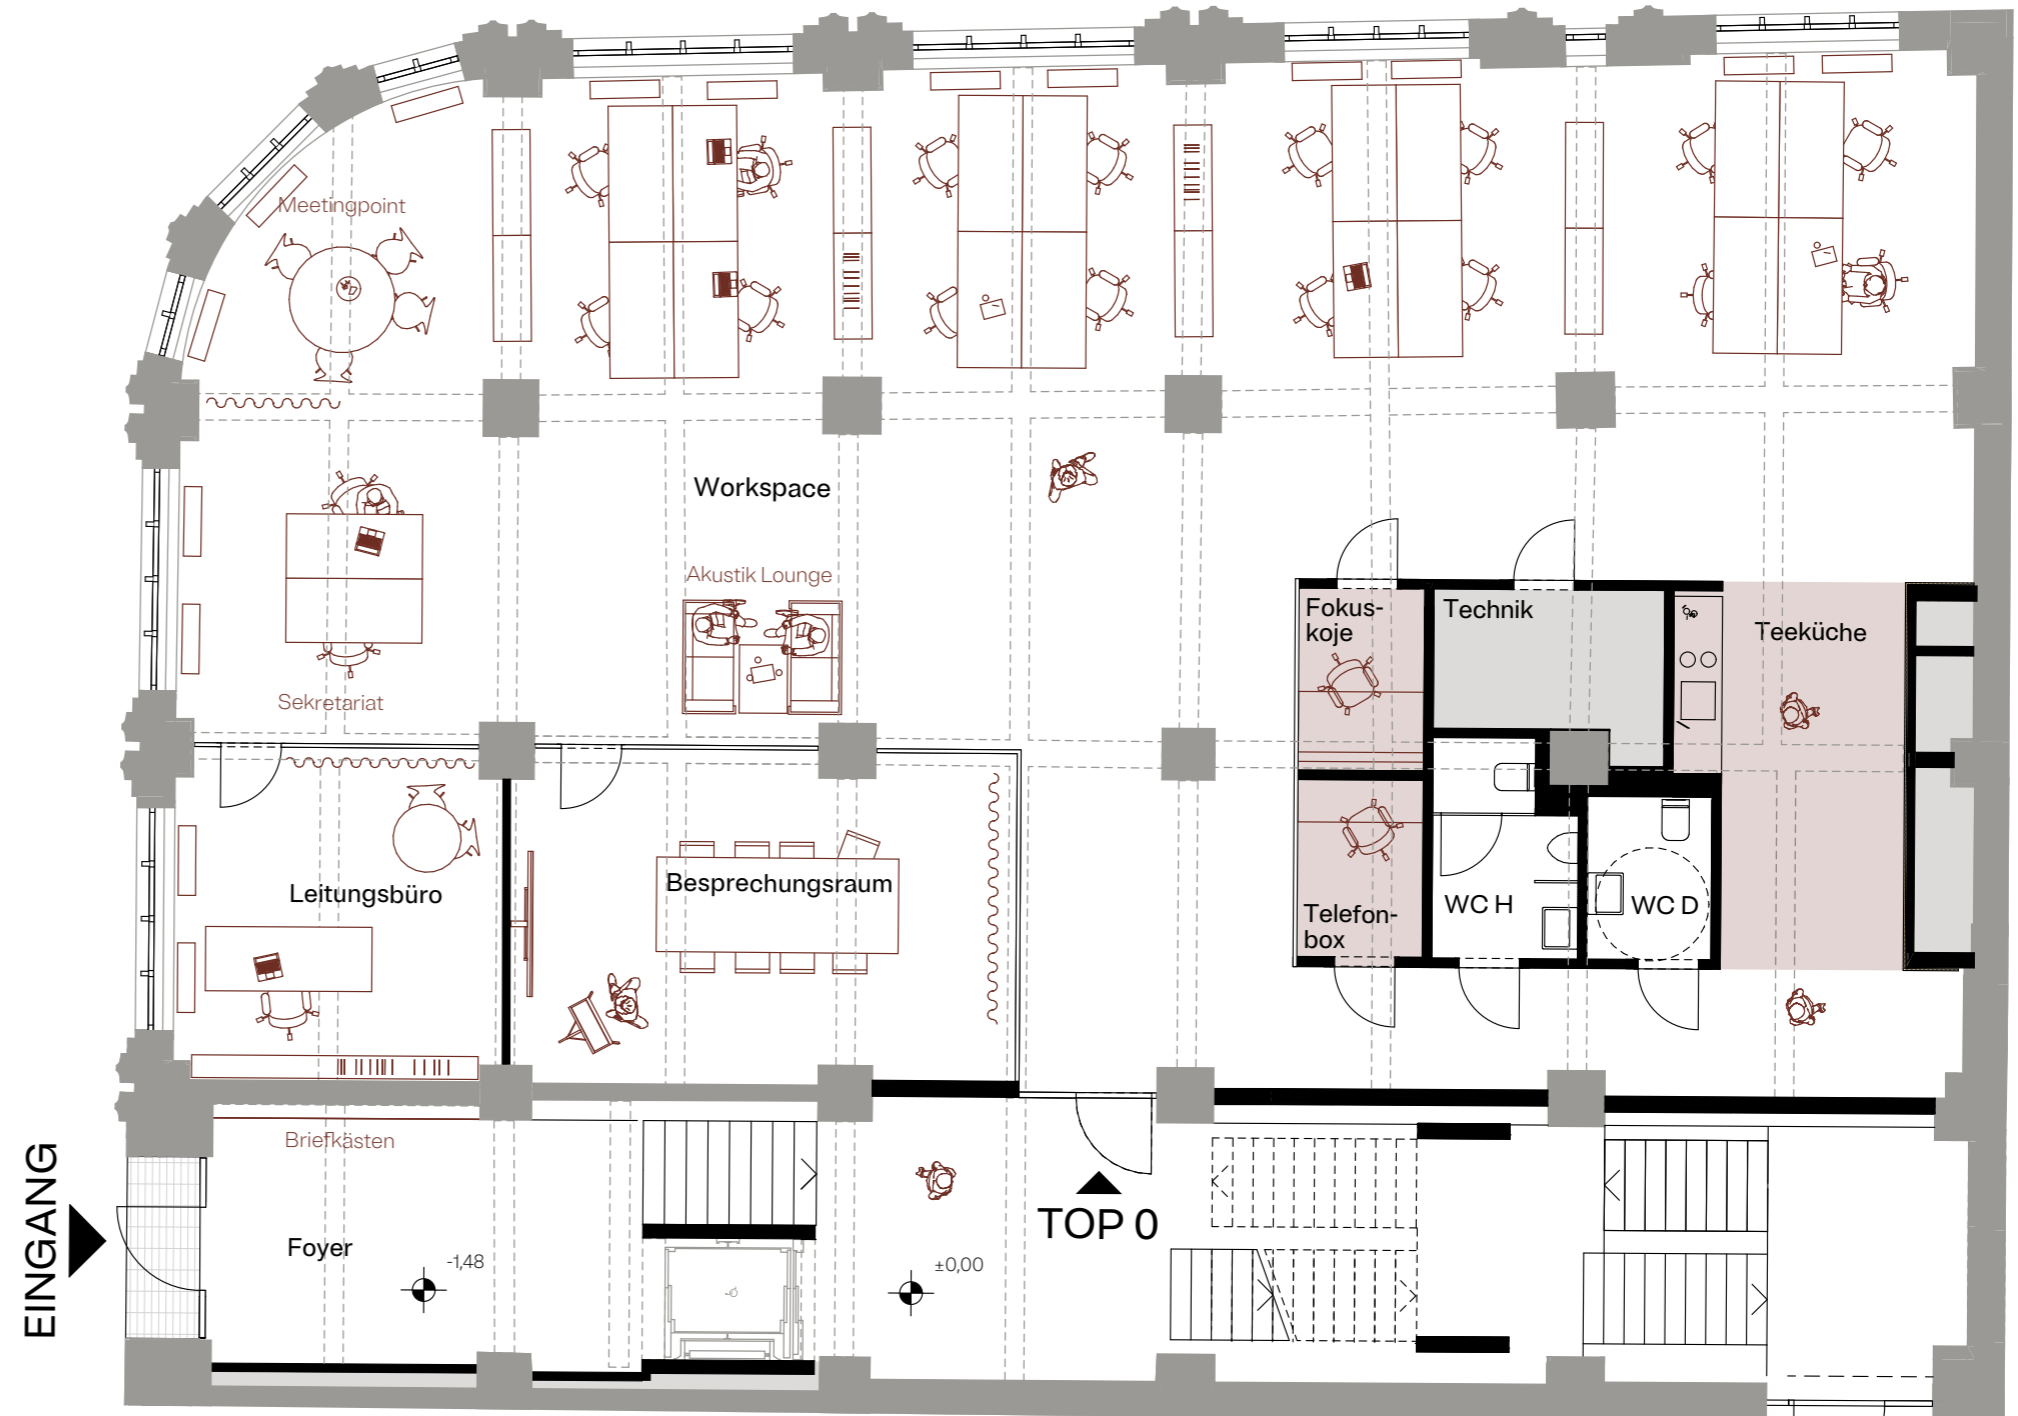 Meetingpoint
Workspace
Akustik Lounge
Sekretariat
Fokus-
koje
Technik
Teeküche
Leitungsbüro
Besprechungsraum
Telefon-
box
WC H
WC D
Briefkästen
EINGANG
Foyer
-1,48
±0,00
TOP 0